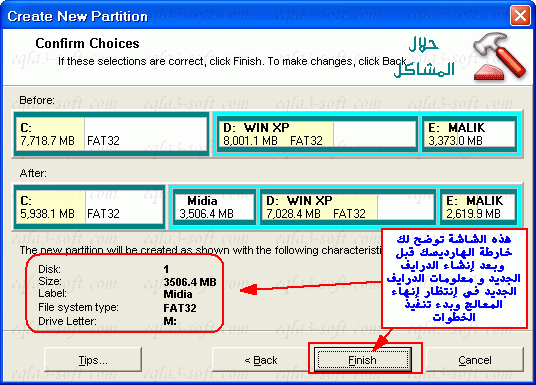 Create New Partition
Confirm Choices
If these selections are correct, click Finish. To make changes, click Back.
حلال
المشاكل
eqla3-soft com
Before:
C:
7,718.7 MB FAT32
D: WIN XP
8,001.1 MB FAT32
E: MALIK
3,373.0 MB
After:
C:
5,938.1 MB FAT32
Midia
3,506.4 MB
D: WIN XP
7,028.4 MB FAT32
E: MALIK
2,619.9 MB
The new partition will be created as shown with the following characteristi
Disk: 1
Size: 3506.4 MB
Label: Midia
File system type: FAT32
Drive Letter: M:
هذه الشاشة توضح لك
خارطة الهارديسك قبل
وبعد إنشاء الدرايف
الجديد و معلومات الدرايف
الجديد في إنتظار إنهاء
المعالج وبدء تنفيذ
الخطوات
Tips...
< Back
Finish
Cancel